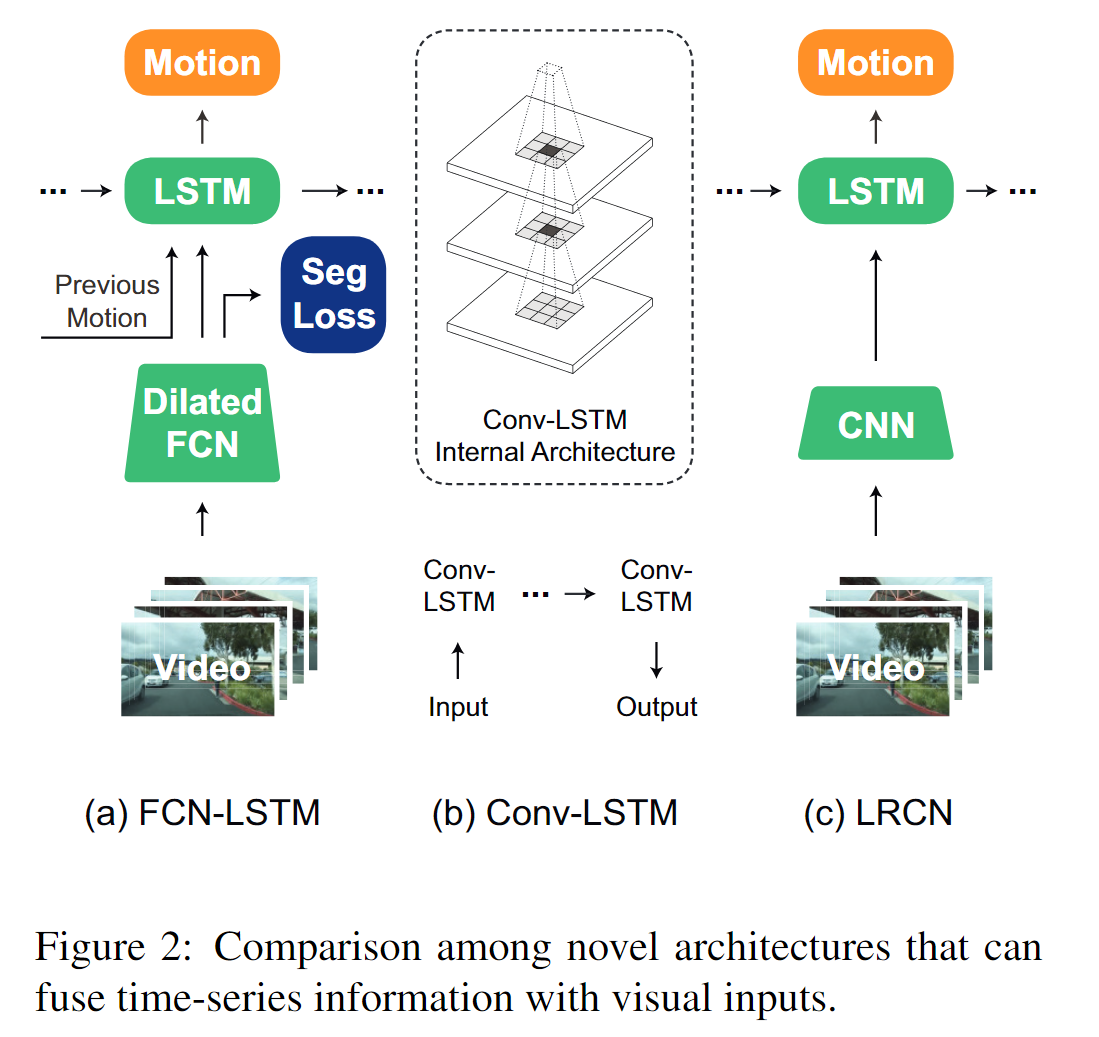 Motion
... LSTM ...
Previous
Motion
Seg
Loss
Dilated
FCN
Video
(a) FCN-LSTM
Conv-LSTM
Internal Architecture
Conv-
LSTM
...
Conv-
LSTM
Input
Output
(b) Conv-LSTM
Motion
... LSTM ...
CNN
Video
(c) LRCN
Figure 2: Comparison among novel architectures that can
fuse time-series information with visual inputs.